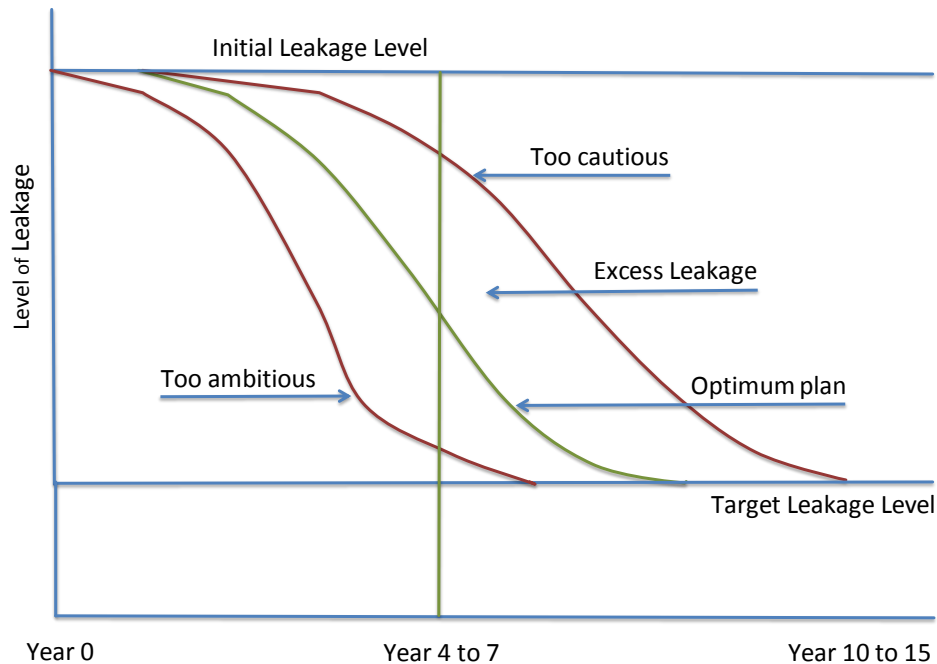 Initial Leakage Level
Too cautious
Level of Leakage
Excess Leakage
Too ambitious
Optimum plan
Target Leakage Level
Year 0
Year 4 to 7
Year 10 to 15